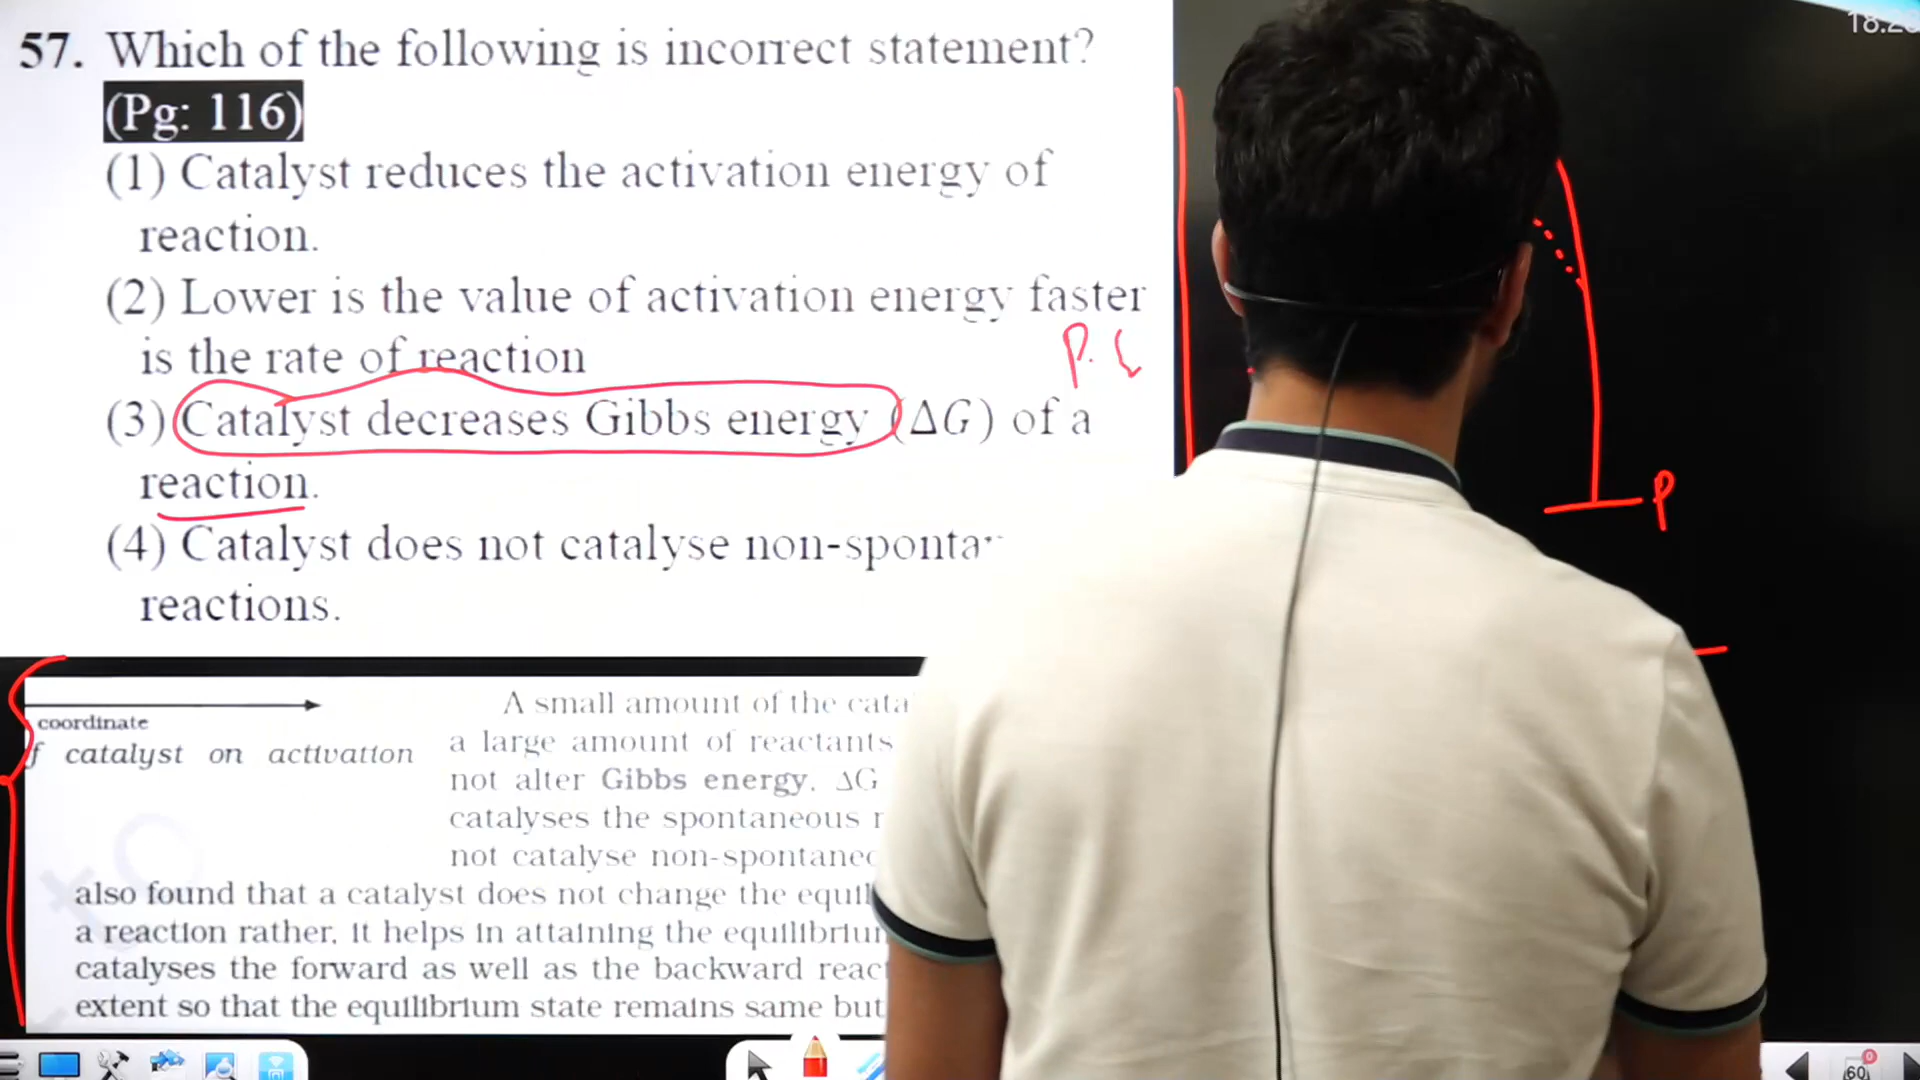 57. Which of the following is incorrect statement?
(Pg: 116)
(1) Catalyst reduces the activation energy of
reaction.
(2) Lower is the value of activation energy faster
is the rate of reaction
P.
(3) Catalyst decreases Gibbs energy (ΔG) of a
reaction.
P
(4) Catalyst does not catalyse non-sponta
reactions.
A small amount of the cata
coordinate
f catalyst on activation
a large amount of reactants
not alter Gibbs energy, ΔG
catalyses the spontaneous r
not catalyse non-spontaneo
also found that a catalyst does not change the equil
a reaction rather, it helps in attaining the equilibriu
catalyses the forward as well as the backward reac
extent so that the equilibrium state remains same but
60
0